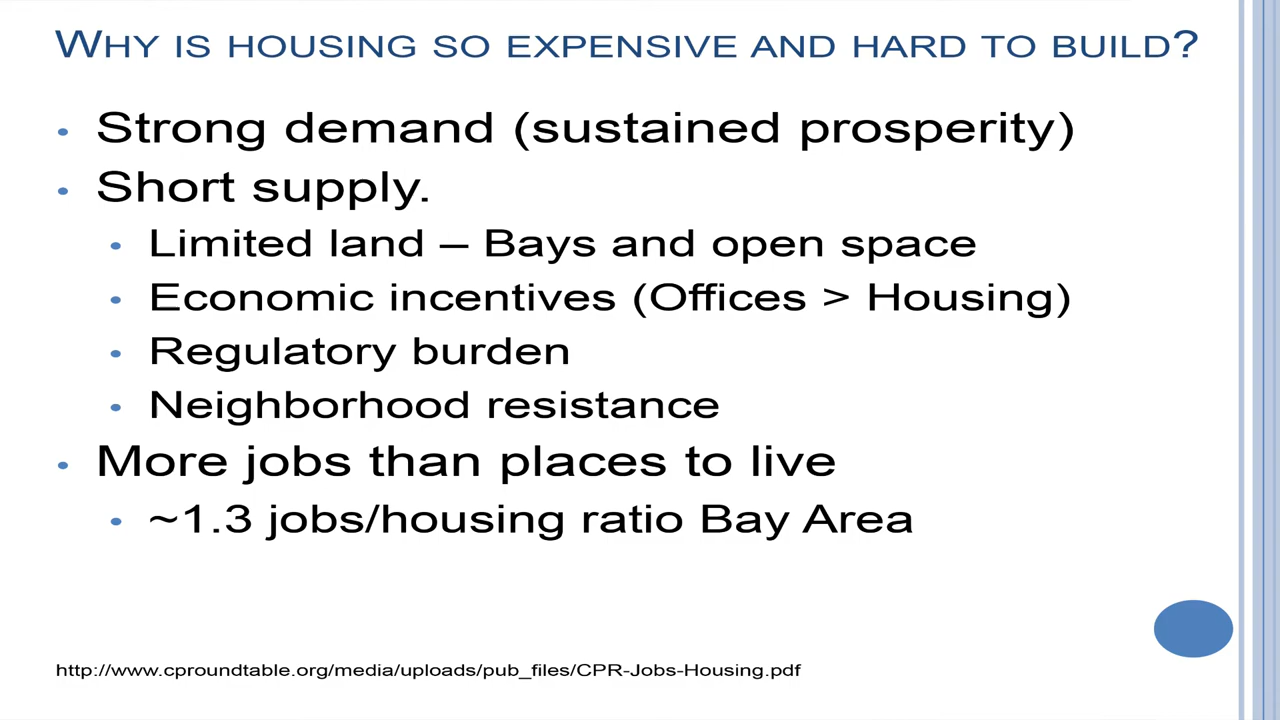 WHY IS HOUSING SO EXPENSIVE AND HARD TO BUILD?
• Strong demand (sustained prosperity)
• Short supply.
• Limited land – Bays and open space
• Economic incentives (Offices > Housing)
• Regulatory burden
• Neighborhood resistance
• More jobs than places to live
• ~1.3 jobs/housing ratio Bay Area
http://www.cproundtable.org/media/uploads/pub_files/CPR-Jobs-Housing.pdf